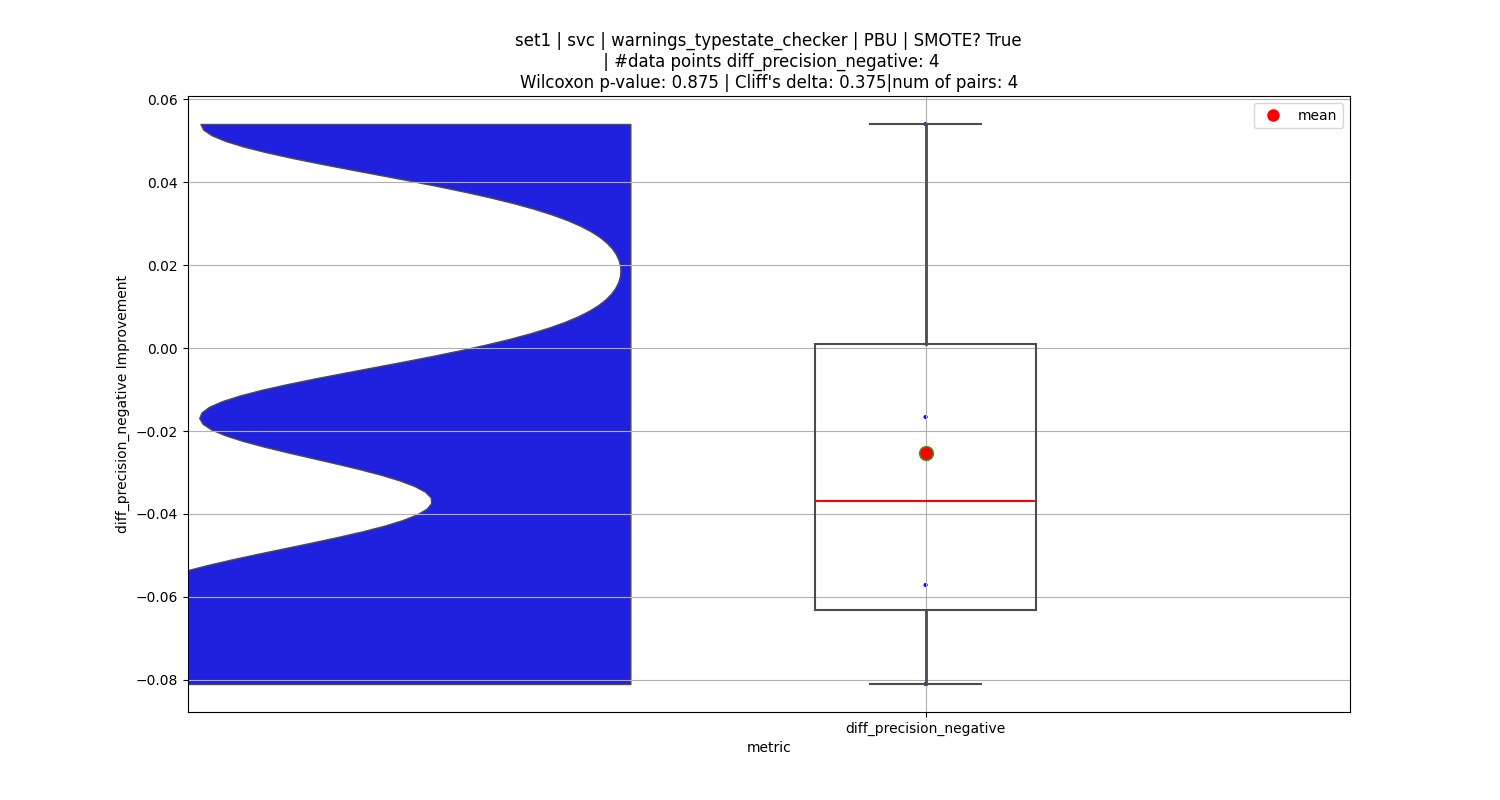 set1 | svc | warnings_typestate_checker | PBU | SMOTE? True
| #data points diff_precision_negative: 4
Wilcoxon p-value: 0.875 | Cliff's delta: 0.375|num of pairs: 4
mean
0.06
0.04
0.02
0.00
−0.02
−0.04
−0.06
−0.08
diff_precision_negative Improvement
diff_precision_negative
metric